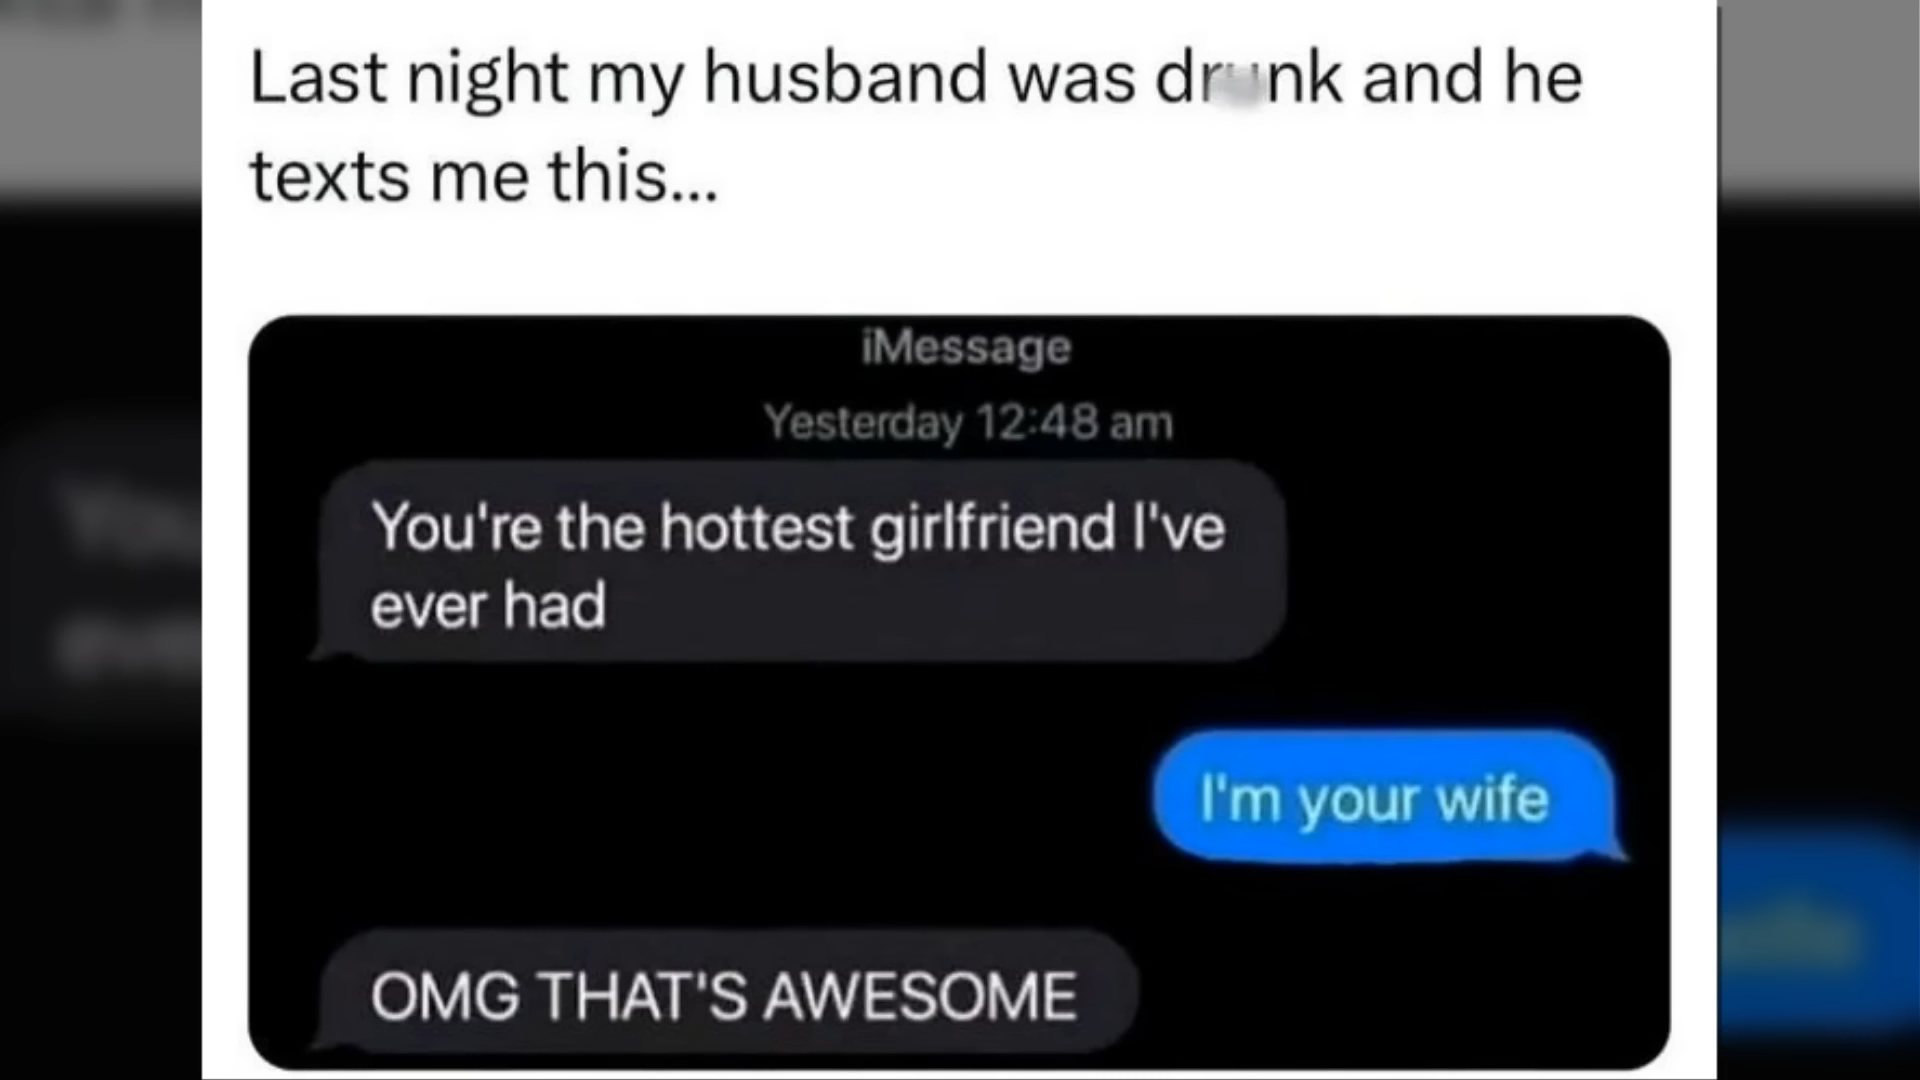 Last night my husband was drunk and he
texts me this...
iMessage
Yesterday 12:48 am
You're the hottest girlfriend I've
ever had
I'm your wife
OMG THAT'S AWESOME